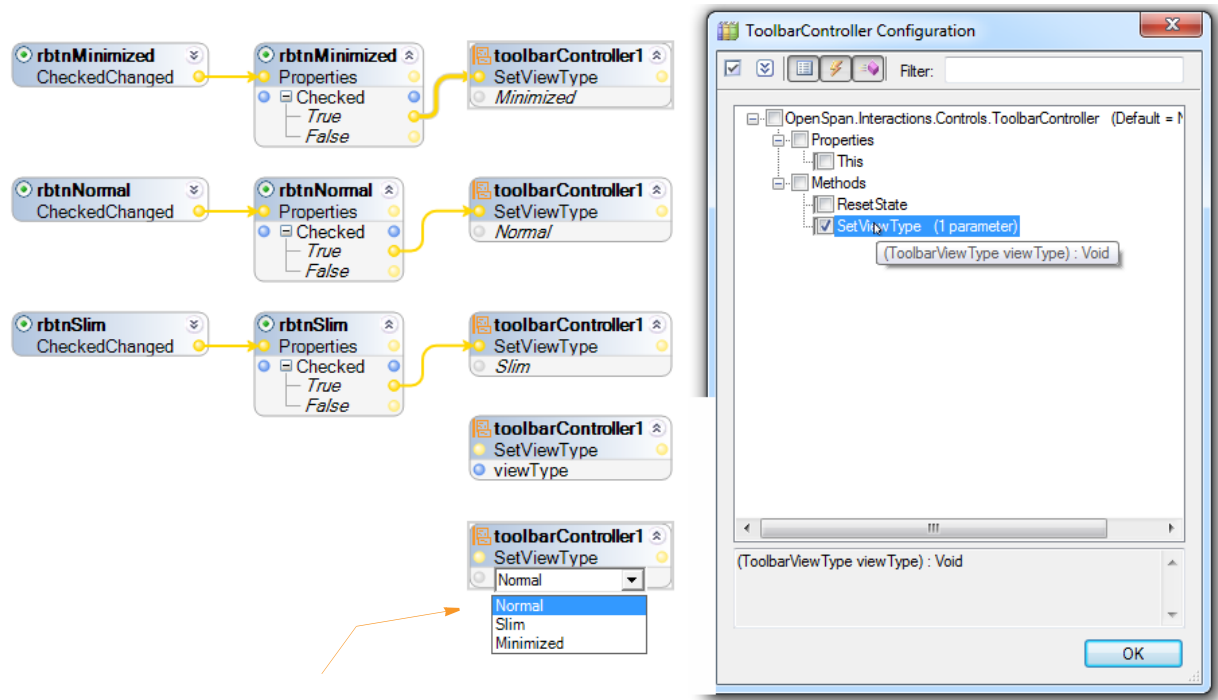 rbtnMinimized
CheckedChanged
rbtnMinimized
Properties
Checked
True
False
toolbarController1
SetViewType
Minimized
rbtnNormal
CheckedChanged
rbtnNormal
Properties
Checked
True
False
toolbarController1
SetViewType
Normal
rbtnSlim
CheckedChanged
rbtnSlim
Properties
Checked
True
False
toolbarController1
SetViewType
Slim
toolbarController1
SetViewType
viewType
toolbarController1
SetViewType
Normal
Normal
Slim
Minimized
ToolbarController Configuration
Filter:
OpenSpan.Interactions.Controls.ToolbarController (Default = 
Properties
This
Methods
ResetState
SetViewType (1 parameter)
(ToolbarViewType viewType) : Void
(ToolbarViewType viewType) : Void
OK